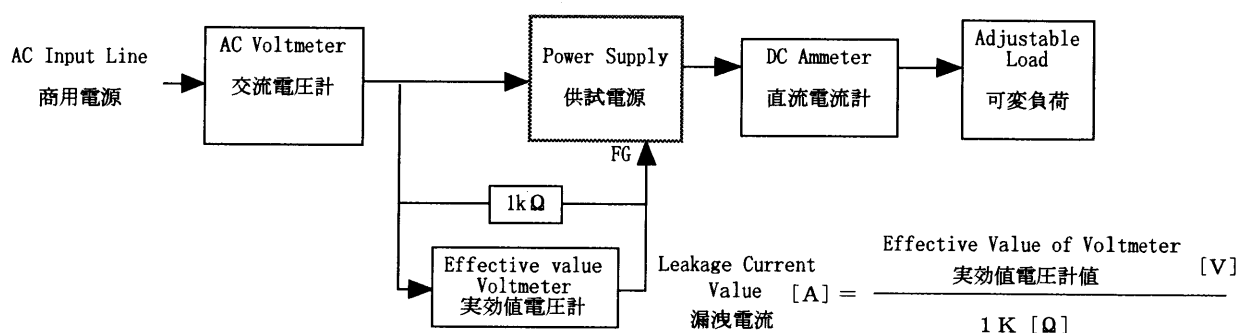 AC Input Line
商用電源
AC Voltmeter
交流電圧計
Power Supply
供試電源
DC Ammeter
直流電流計
Adjustable
Load
可変負荷
FG
1kΩ
Effective value
Voltmeter
実効値電圧計
Leakage Current
Value [A] =
漏洩電流
Effective Value of Voltmeter
実効値電圧計値 [V]
1K [Ω]